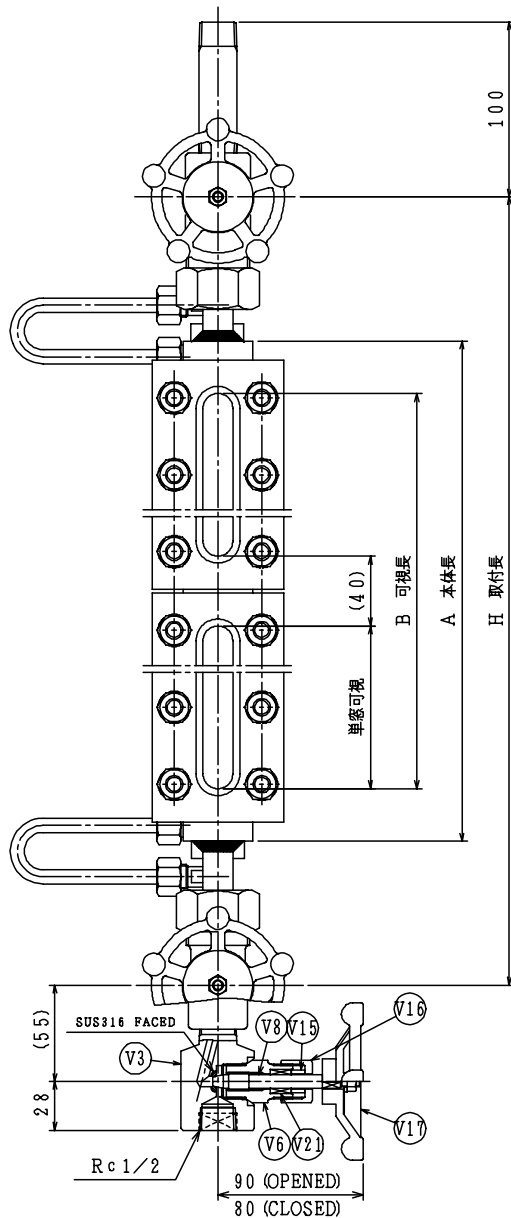 100
(40)
B 可視長
A 本体長
H 取付長
単窓可視
(55)
SUS316 FACED
V3
V8
V15
V16
28
V6
V21
V17
Rc1/2
90 (OPENED)
80 (CLOSED)